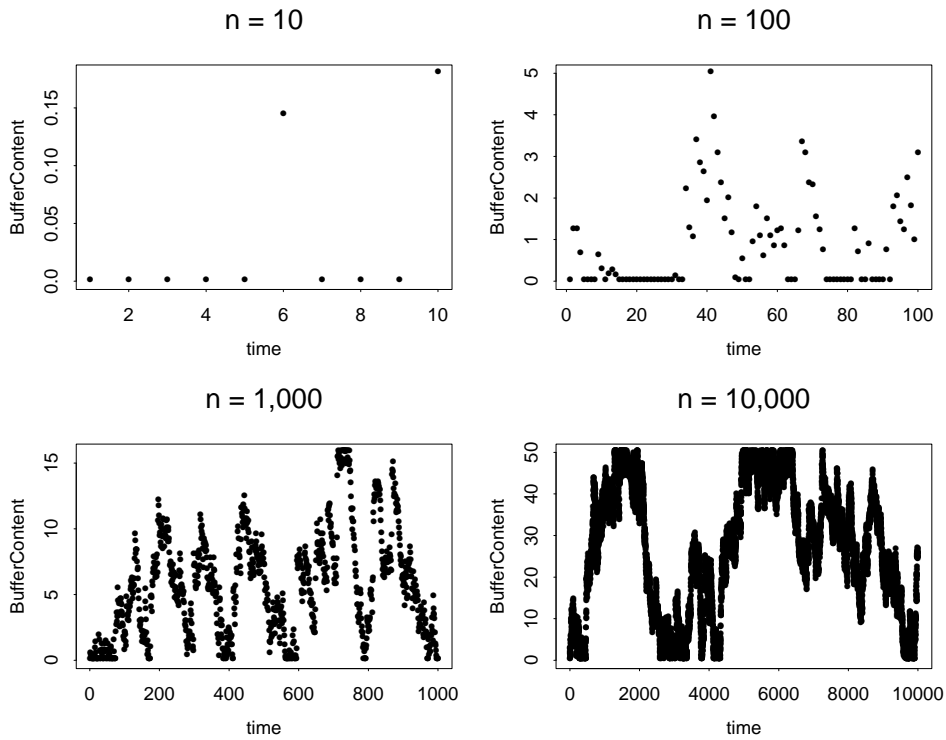 n = 10
BufferContent
0.15
0.10
0.05
0.0
2 4 6 8 10
time
n = 100
BufferContent
5
4
3
2
1
0
0 20 40 60 80 100
time
n = 1,000
BufferContent
15
10
5
0
0 200 400 600 800 1000
time
n = 10,000
BufferContent
50
40
30
20
10
0
0 2000 4000 6000 8000 10000
time